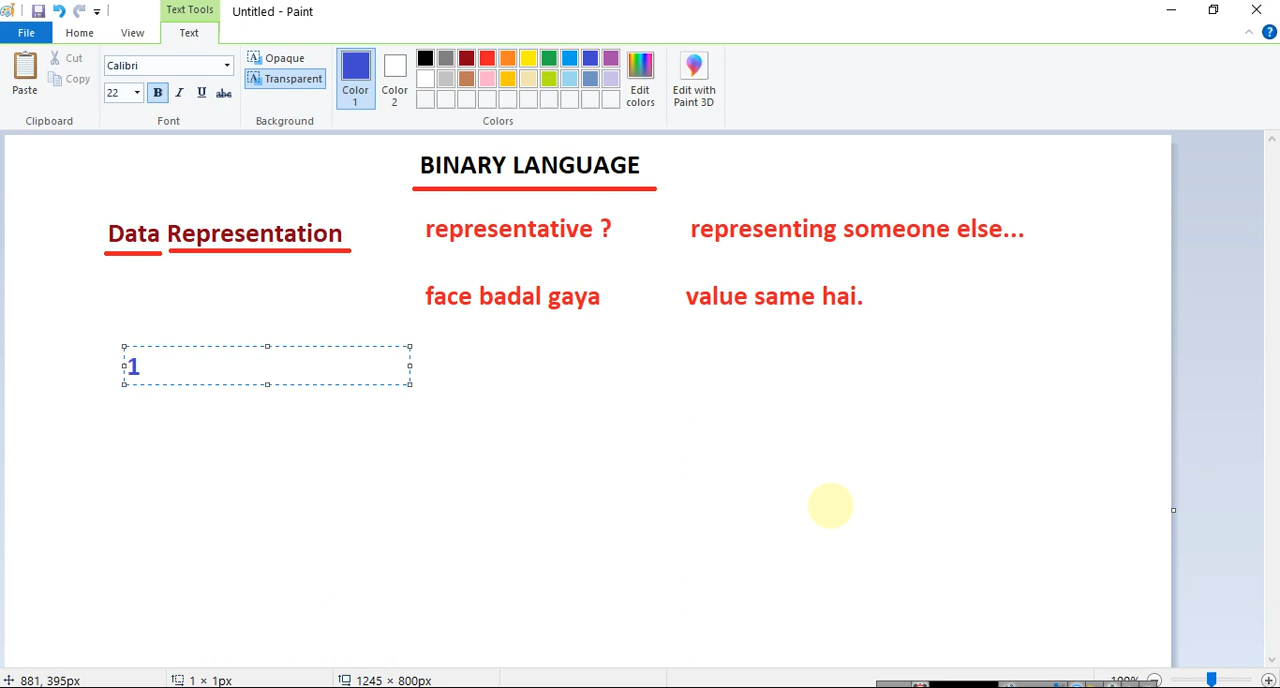 Text Tools
Untitled - Paint
File Home View Text
Paste
Cut
Copy
Clipboard
Calibri
22 B I U abc
Font
Opaque
Transparent
Background
Color 1
Color 2
Edit colors
Colors
Edit with Paint 3D
BINARY LANGUAGE
Data Representation representative ? representing someone else...
face badal gaya value same hai.
1
881, 395px 1 × 1px 1245 × 800px 100%